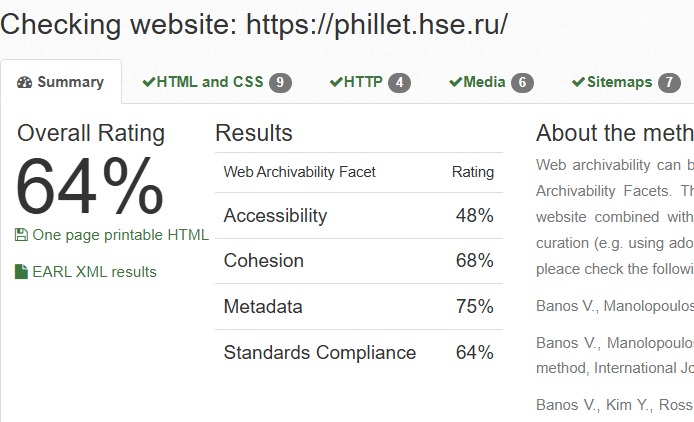 Checking website: https://phillet.hse.ru/
Summary
HTML and CSS 9
HTTP 4
Media 6
Sitemaps 7
Overall Rating
64%
One page printable HTML
EARL XML results
Results
Web Archivability Facet Rating
Accessibility 48%
Cohesion 68%
Metadata 75%
Standards Compliance 64%
About the meth
Web archivability can b
Archivability Facets. Th
website combined with
curation (e.g. using ado
pleace check the followi
Banos V., Manolopoulos
Banos V., Manolopoulos
method, International Jo
Banos V., Kim Y., Ross